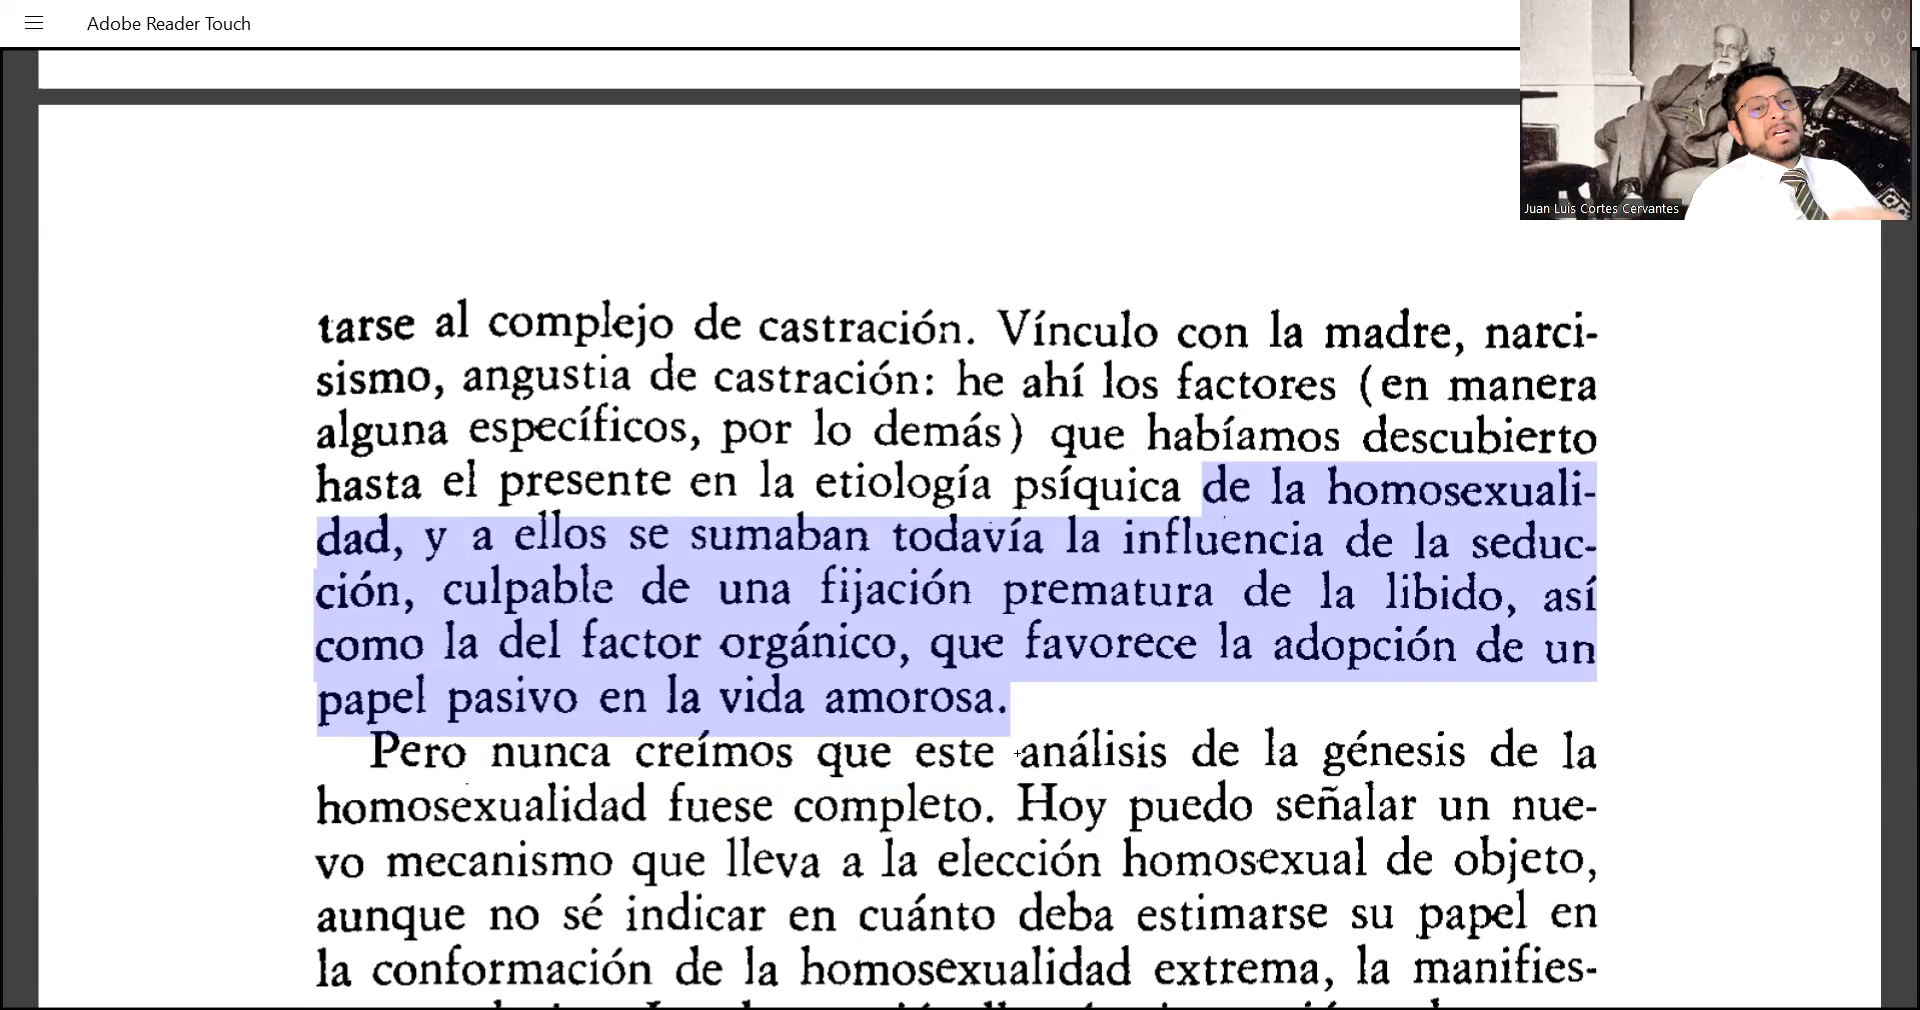 Adobe Reader Touch
Juan Luis Cortes Cervantes
tarse al complejo de castración. Vínculo con la madre, narci-
sismo, angustia de castración: he ahí los factores (en manera
alguna específicos, por lo demás) que habíamos descubierto
hasta el presente en la etiología psíquica de la homosexuali-
dad, y a ellos se sumaban todavía la influencia de la seduc-
ción, culpable de una fijación prematura de la libido, así
como la del factor orgánico, que favorece la adopción de un
papel pasivo en la vida amorosa.
Pero nunca creímos que este análisis de la génesis de la
homosexualidad fuese completo. Hoy puedo señalar un nue-
vo mecanismo que lleva a la elección homosexual de objeto,
aunque no sé indicar en cuánto deba estimarse su papel en
la conformación de la homosexualidad extrema, la manifies-